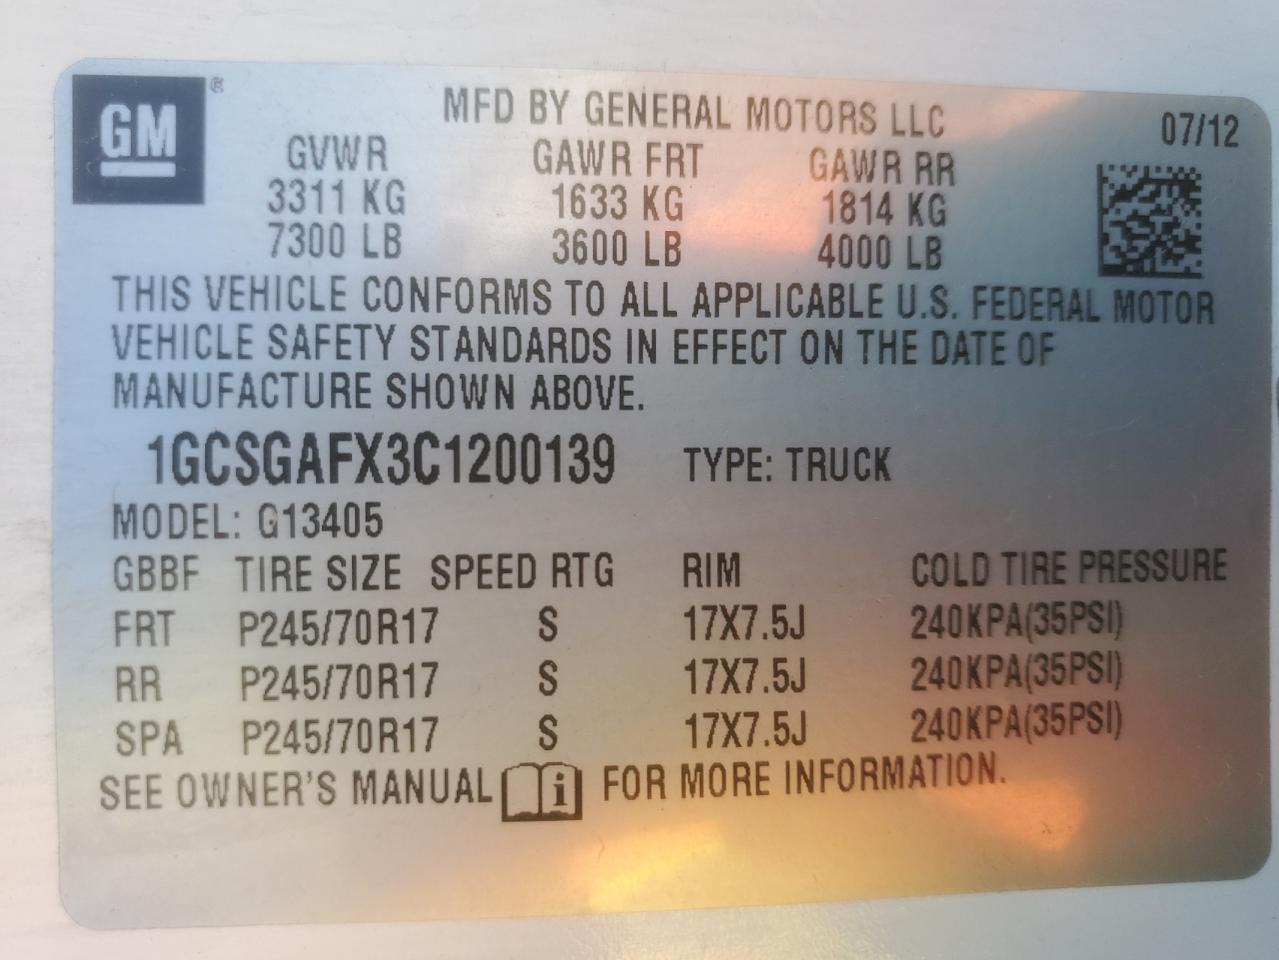 GM®
MFD BY GENERAL MOTORS LLC
07/12
GVWR GAWR FRT GAWR RR
3311 KG 1633 KG 1814 KG
7300 LB 3600 LB 4000 LB
THIS VEHICLE CONFORMS TO ALL APPLICABLE U.S. FEDERAL MOTOR
VEHICLE SAFETY STANDARDS IN EFFECT ON THE DATE OF
MANUFACTURE SHOWN ABOVE.
1GCSGAFX3C1200139 TYPE: TRUCK
MODEL: G13405
GBBF TIRE SIZE SPEED RTG RIM COLD TIRE PRESSURE
FRT P245/70R17 S 17X7.5J 240KPA(35PSI)
RR P245/70R17 S 17X7.5J 240KPA(35PSI)
SPA P245/70R17 S 17X7.5J 240KPA(35PSI)
SEE OWNER'S MANUAL i FOR MORE INFORMATION.